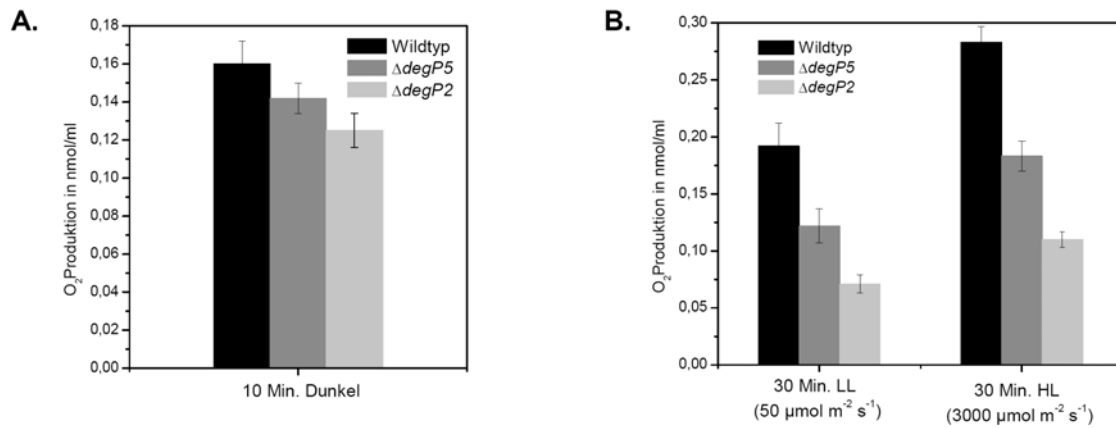 A.
O₂Produktion in nmol/ml
0,18
0,16
0,14
0,12
0,10
0,08
0,06
0,04
0,02
0,00
Wildtyp
ΔdegP5
ΔdegP2
10 Min. Dunkel
B.
O₂Produktion in nmol/ml
0,30
0,25
0,20
0,15
0,10
0,05
0,00
Wildtyp
ΔdegP5
ΔdegP2
30 Min. LL
(50 µmol m⁻² s⁻¹)
30 Min. HL
(3000 µmol m⁻² s⁻¹)